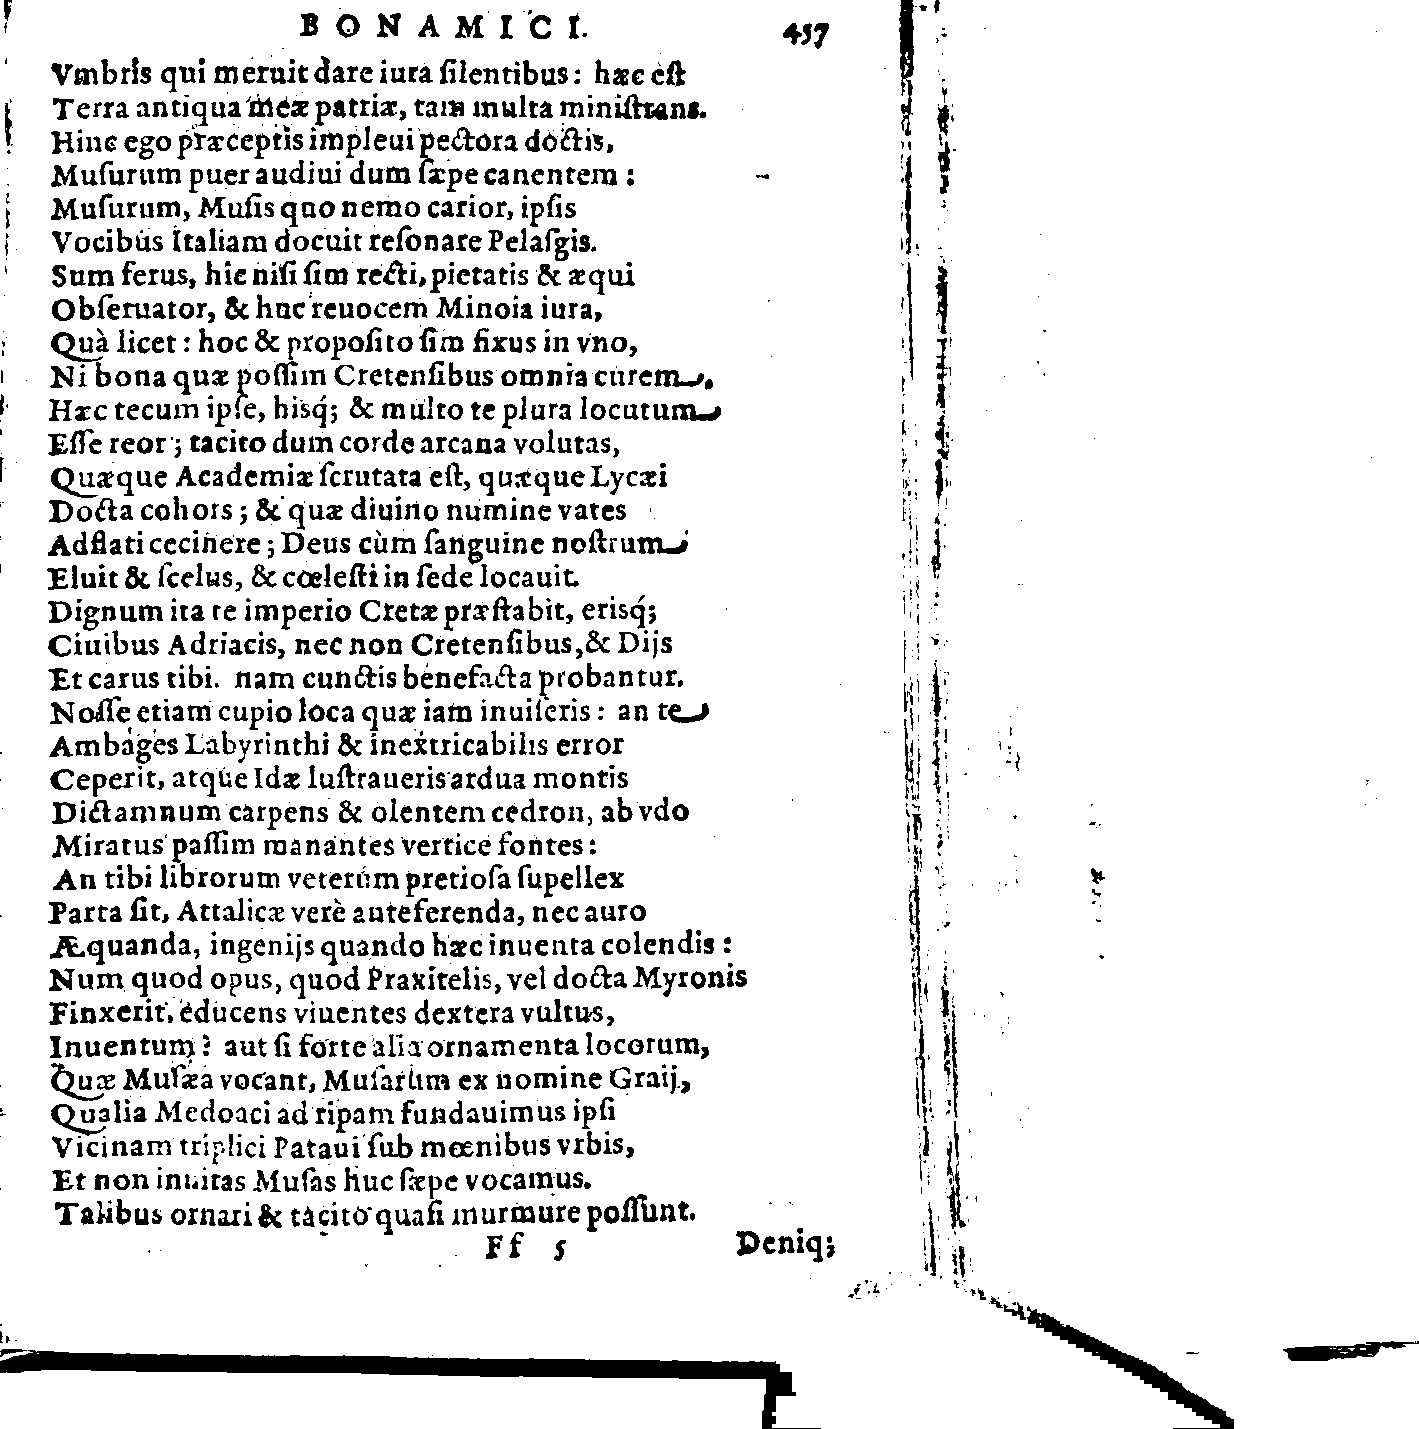 BONAMICI. 457
Vmbris qui meruit dare iura ſilentibus: hæc eſt
Terra antiqua meæ patriæ, tam multa miniſtrans.
Hinc ego præceptis impleui pectora doctis,
Muſurum puer audiui dum ſæpe canentem:
Muſurum, Muſis quo nemo carior, ipſis
Vocibus Italiam docuit reſonare Pelaſgis.
Sum ferus, hic niſi ſim recti, pietatis & æqui
Obſeruator, & huc reuocem Minoia iura,
Quà licet: hoc & propoſito ſim fixus in vno,
Ni bona quæ poſſim Cretenſibus omnia curem.
Hæc tecum ipſe, hisq́; & multo te plura locutum
Eſſe reor; tacito dum corde arcana volutas,
Quæque Academiæ ſcrutata eſt, quæque Lycæi
Docta cohors; & quæ diuino numine vates
Adflati cecinere; Deus cùm ſanguine noſtrum
Eluit & ſcelus, & cœleſti in ſede locauit.
Dignum ita te imperio Cretæ præſtabit, erisq́;
Ciuibus Adriacis, nec non Cretenſibus, & Dijs
Et carus tibi. nam cunctis benefacta probantur.
Noſſe etiam cupio loca quæ iam inuiſeris: an te
Ambages Labyrinthi & inextricabilis error
Ceperit, atque Idæ luſtraueris ardua montis
Dictamnum carpens & olentem cedron, ab vdo
Miratus paſſim manantes vertice fontes:
An tibi librorum veterúm pretioſa ſupellex
Parta ſit, Attalicæ verè anteferenda, nec auro
Æquanda, ingenijs quando hæc inuenta colendis:
Num quod opus, quod Praxitelis, vel docta Myronis
Finxerit, educens viuentes dextera vultus,
Inuentum? aut ſi forte alia ornamenta locorum,
Quæ Muſæa vocant, Muſarum ex nomine Graij,
Qualia Medoaci ad ripam fundauimus ipſi
Vicinam triplici Pataui ſub mœnibus vrbis,
Et non inuitas Muſas huc ſæpe vocamus.
Talibus ornari & tacito quaſi murmure poſſunt.
Ff 5 Deniq;